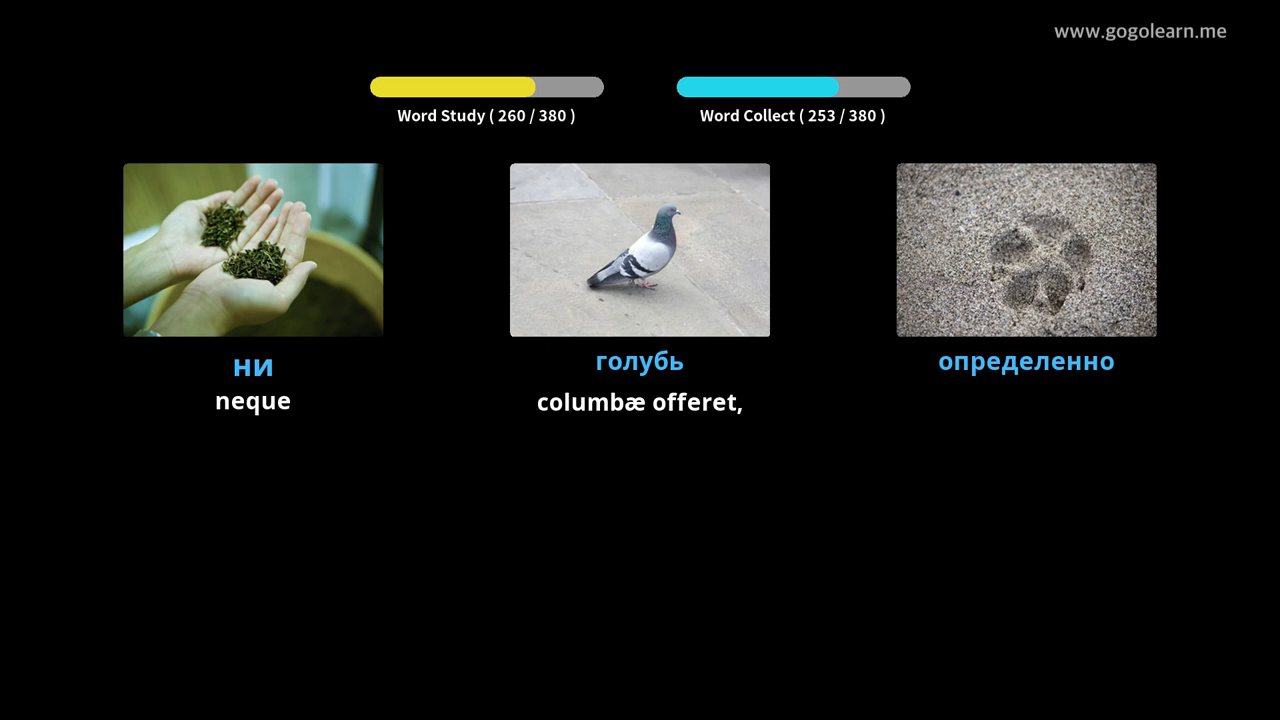 www.gogolearn.me
Word Study ( 260 / 380 )
Word Collect ( 253 / 380 )
ни
neque
голубь
columbæ offeret,
определенно